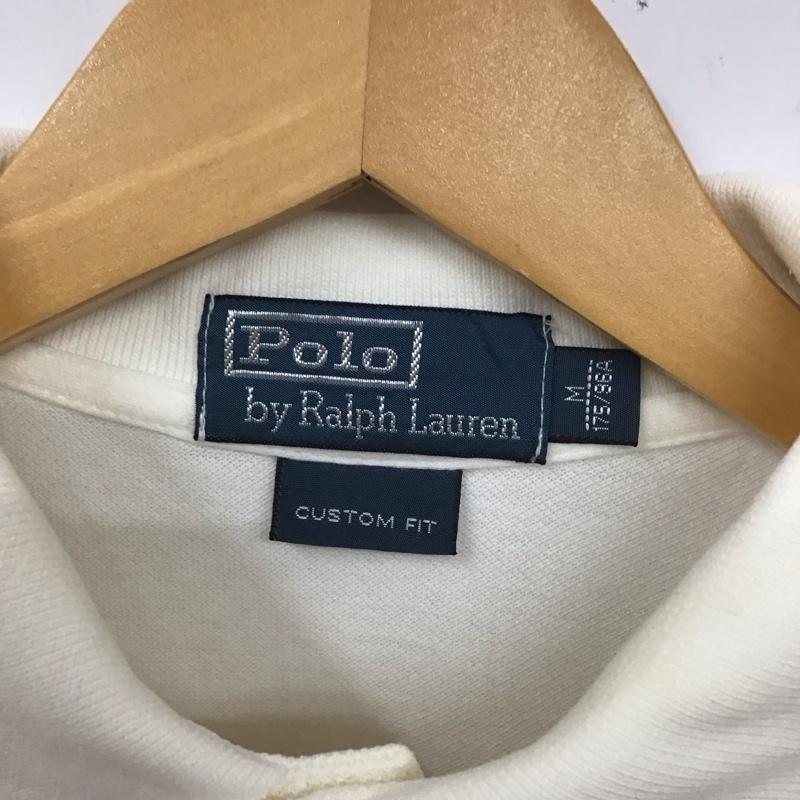 Polo
by Ralph Lauren
M
175/96A
CUSTOM FIT